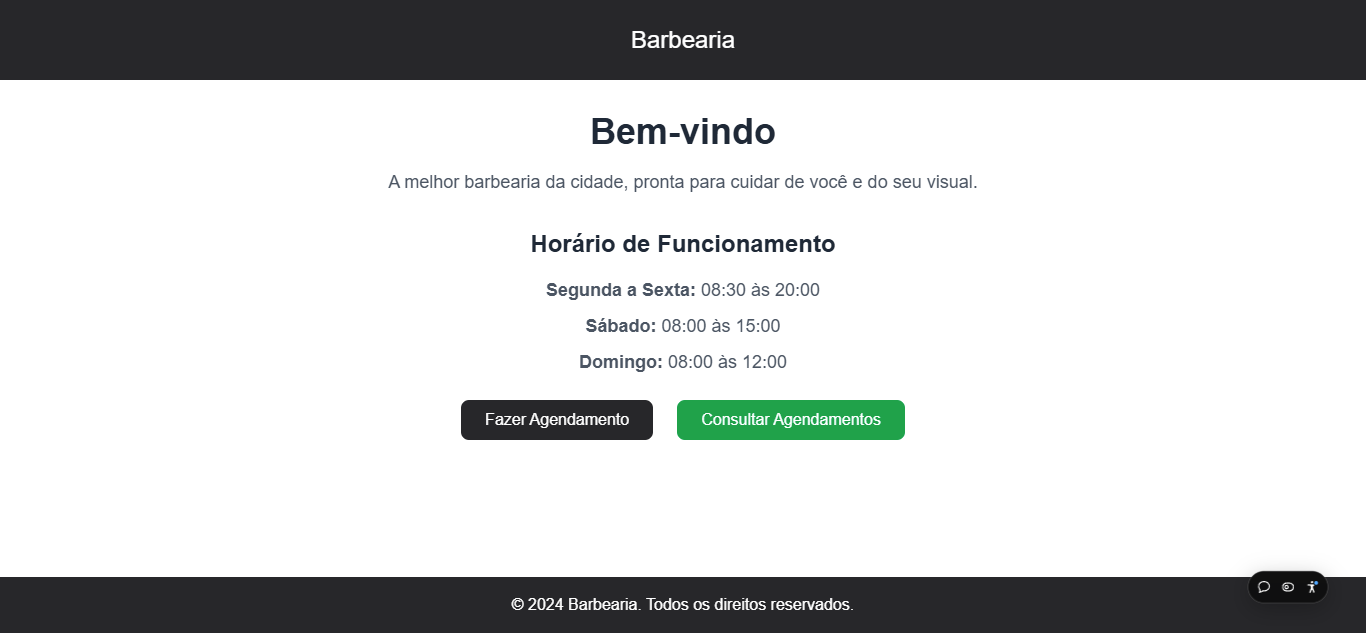 Barbearia
Bem-vindo
A melhor barbearia da cidade, pronta para cuidar de você e do seu visual.
Horário de Funcionamento
Segunda a Sexta: 08:30 às 20:00
Sábado: 08:00 às 15:00
Domingo: 08:00 às 12:00
Fazer Agendamento
Consultar Agendamentos
© 2024 Barbearia. Todos os direitos reservados.